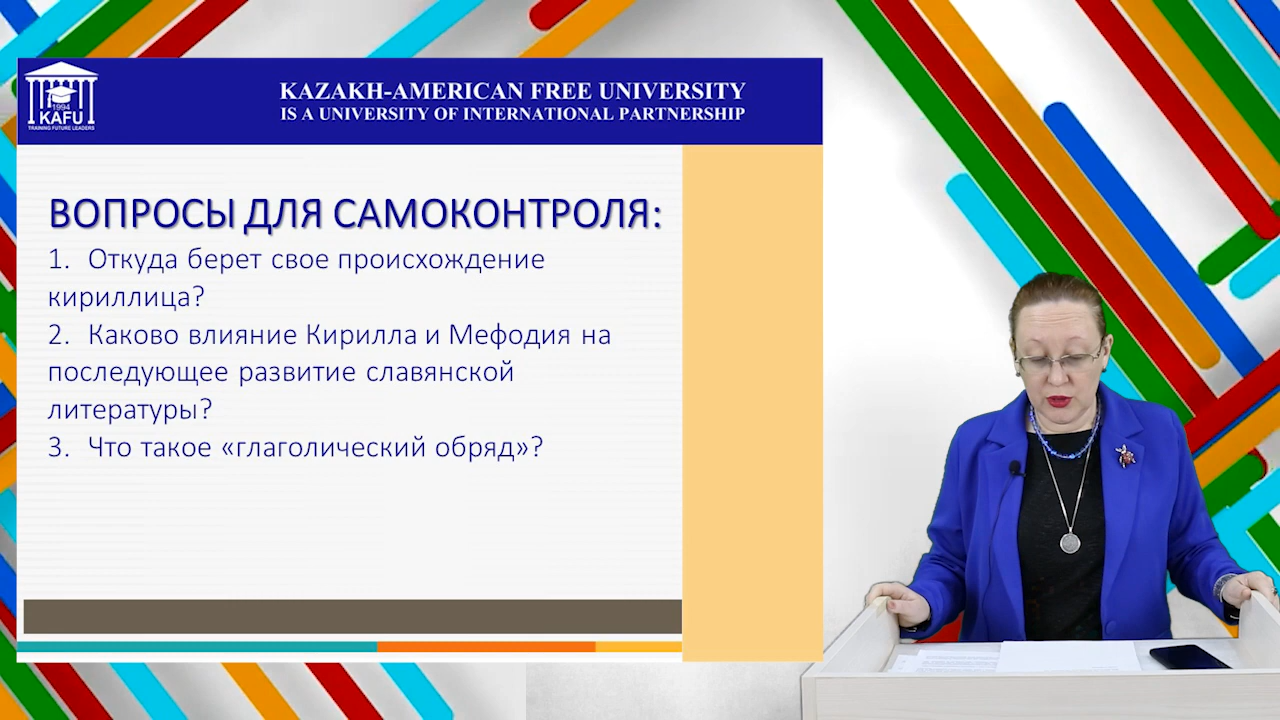 1994
KAFU
TRAINING FUTURE LEADERS
KAZAKH-AMERICAN FREE UNIVERSITY
IS A UNIVERSITY OF INTERNATIONAL PARTNERSHIP
ВОПРОСЫ ДЛЯ САМОКОНТРОЛЯ:
1. Откуда берет свое происхождение
кириллица?
2. Каково влияние Кирилла и Мефодия на
последующее развитие славянской
литературы?
3. Что такое «глаголический обряд»?